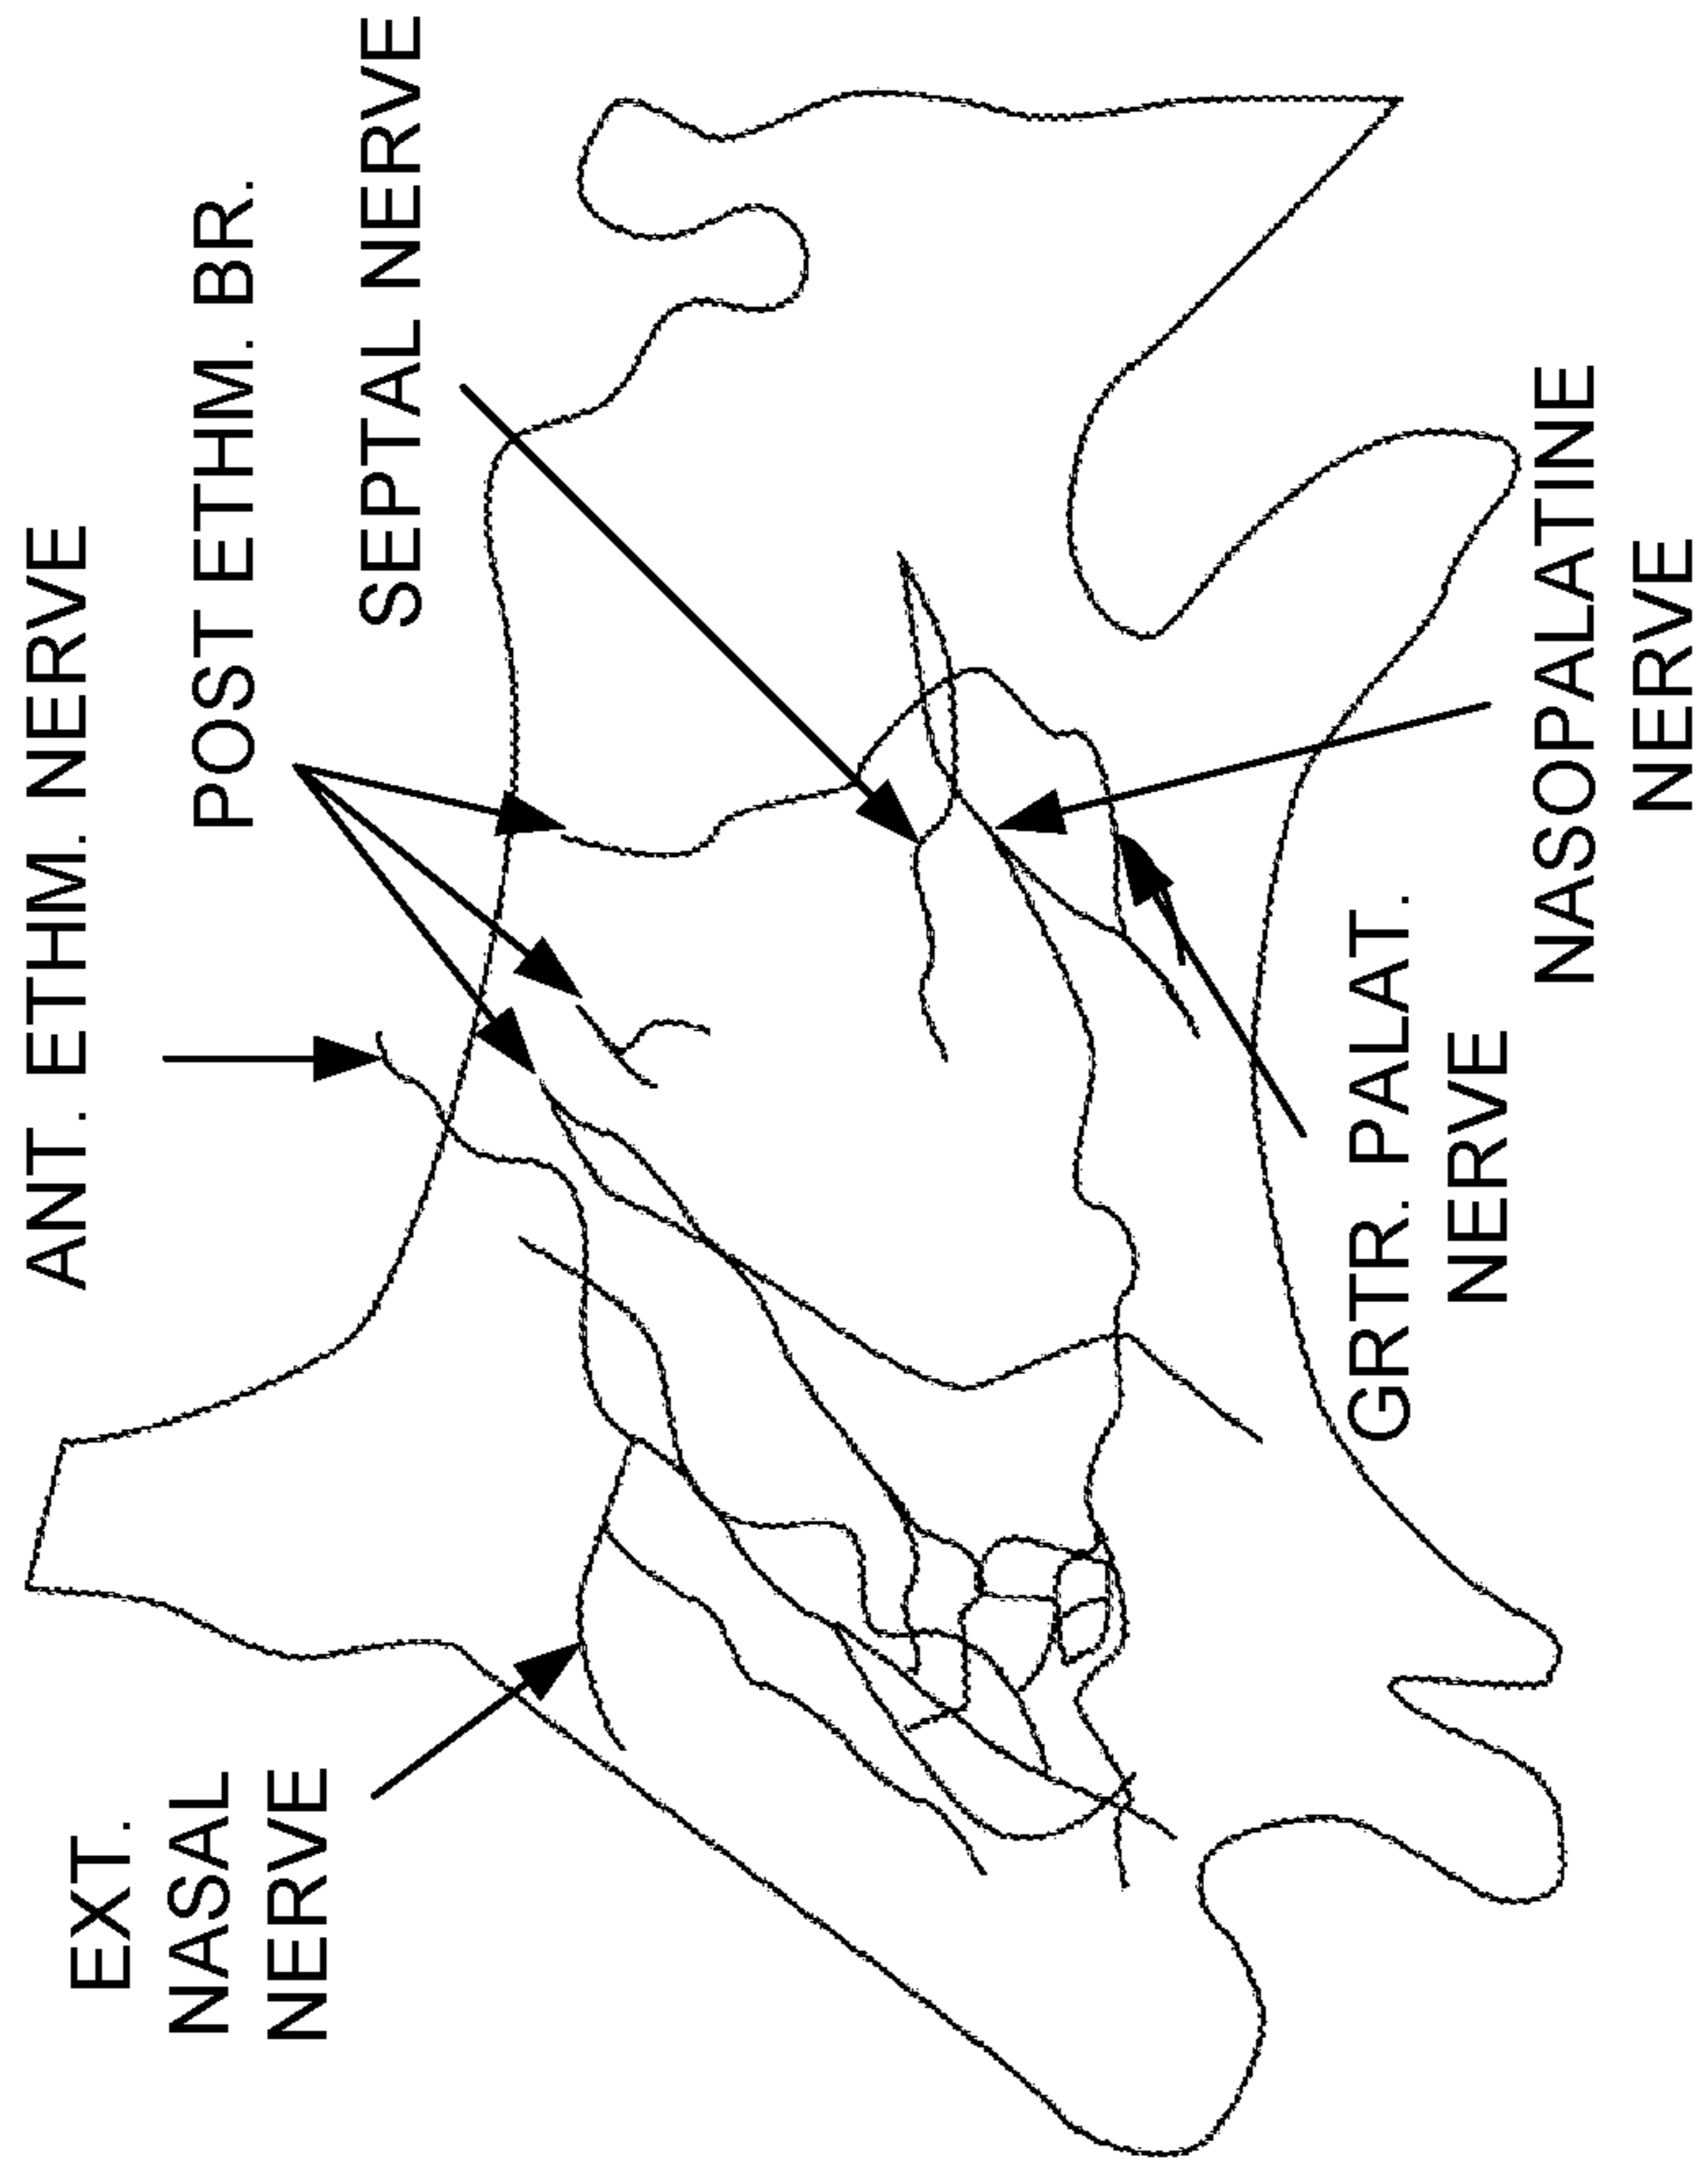 ANT. ETHM. NERVE
POST ETHM. BR.
SEPTAL NERVE
EXT.
NASAL
NERVE
GRTR. PALAT.
NERVE
NASOPALATINE
NERVE